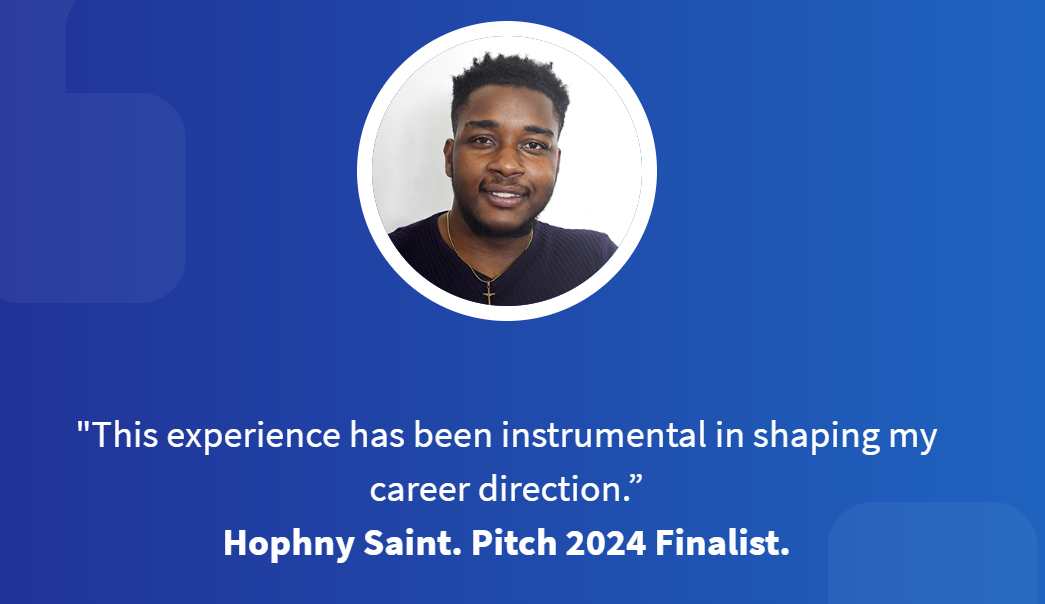 "This experience has been instrumental in shaping my
career direction.”
Hophny Saint. Pitch 2024 Finalist.